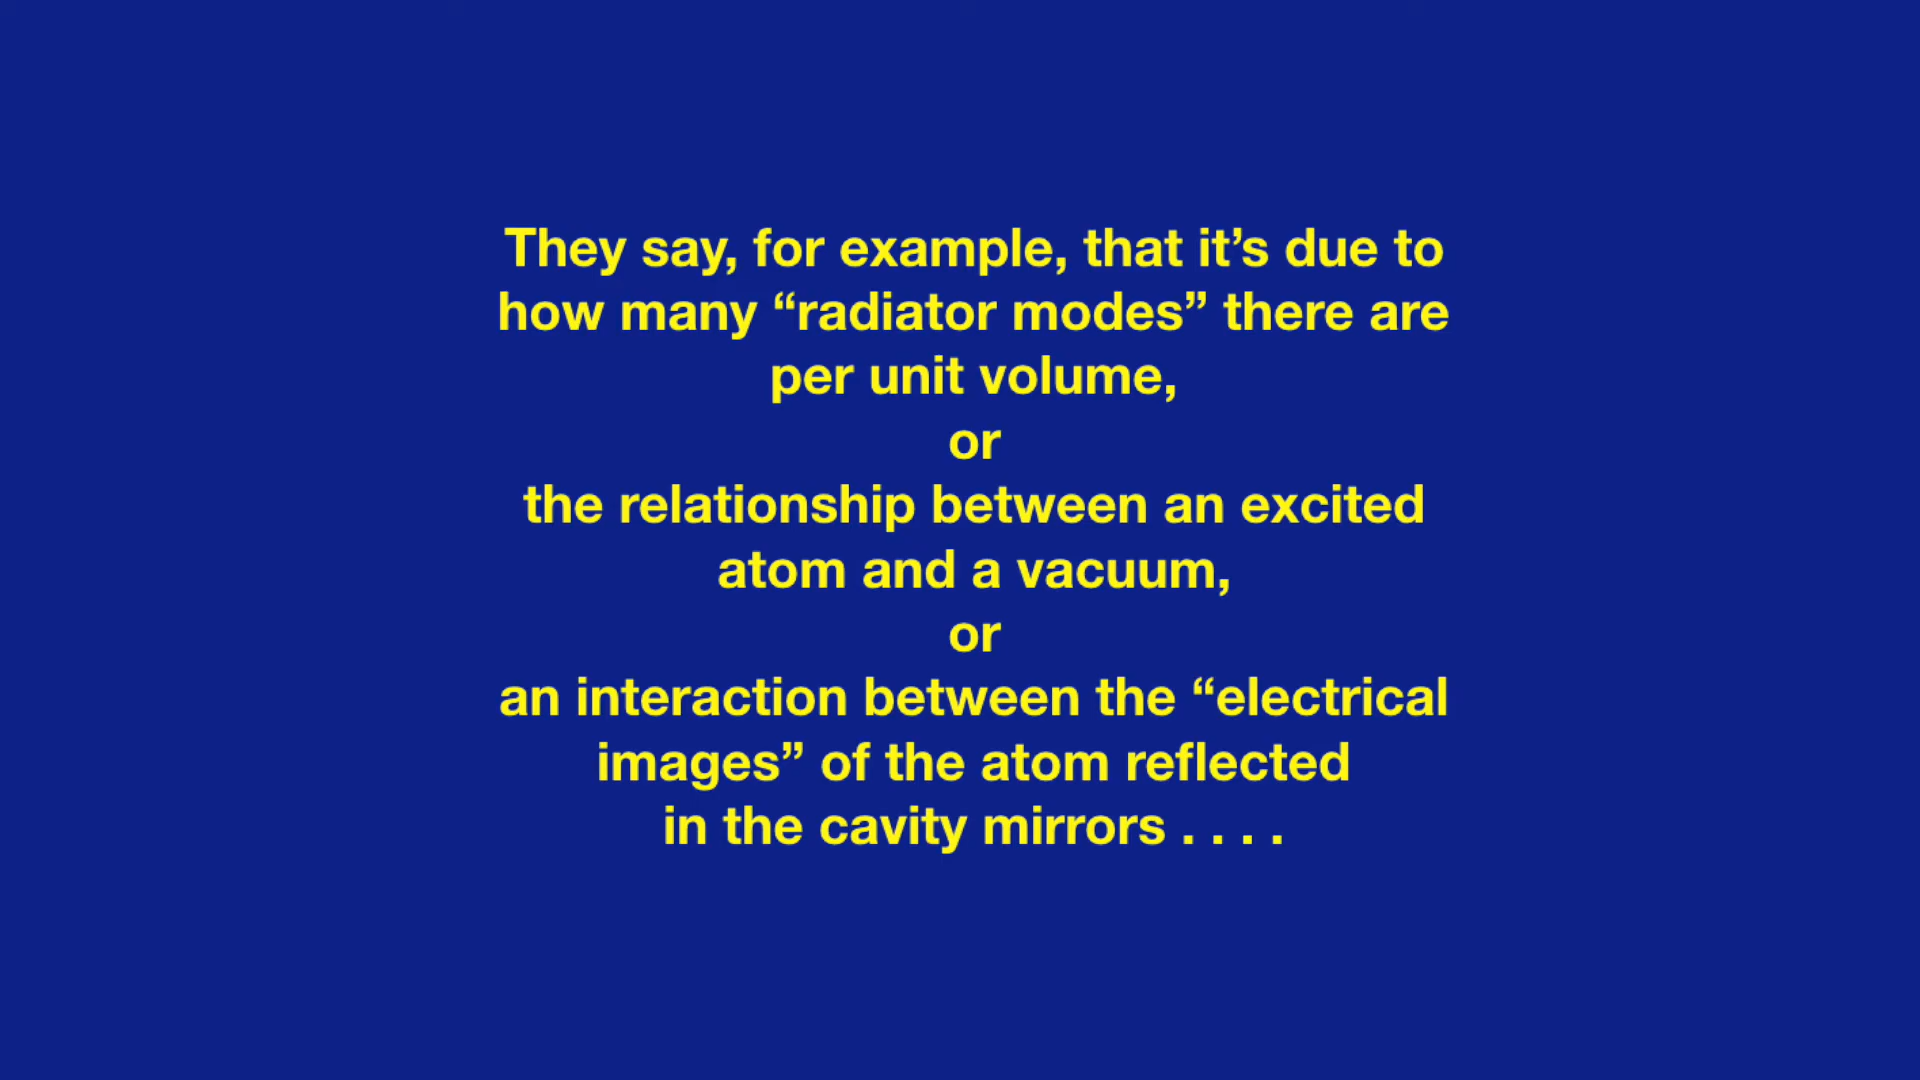 They say, for example, that it’s due to
how many “radiator modes” there are
per unit volume,
or
the relationship between an excited
atom and a vacuum,
or
an interaction between the “electrical
images” of the atom reflected
in the cavity mirrors . . . .